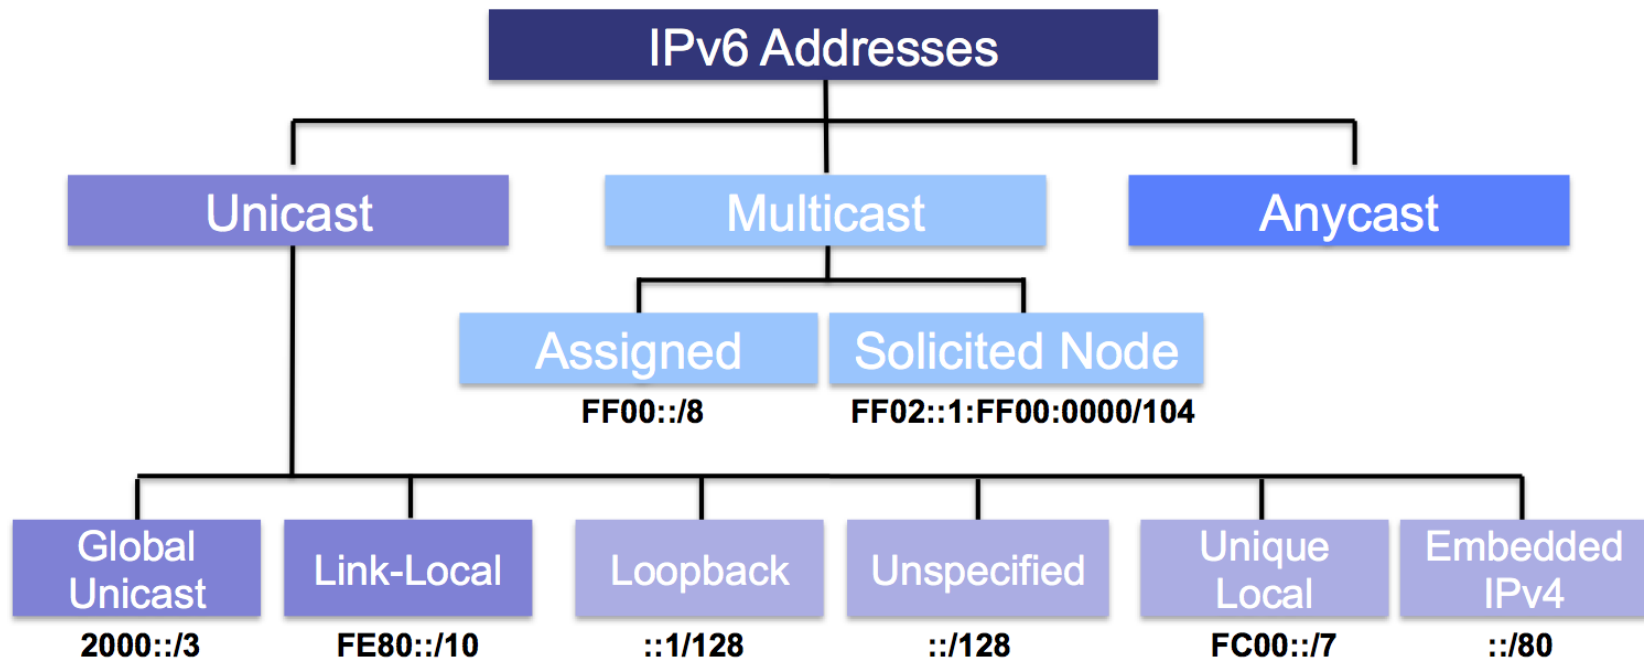 IPv6 Addresses
Unicast
Multicast
Anycast
Assigned
Solicited Node
FF00::/8
FF02::1:FF00:0000/104
Global
Unicast
Link-Local
Loopback
Unspecified
Unique
Local
Embedded
IPv4
2000::/3
FE80::/10
::1/128
::/128
FC00::/7
::/80